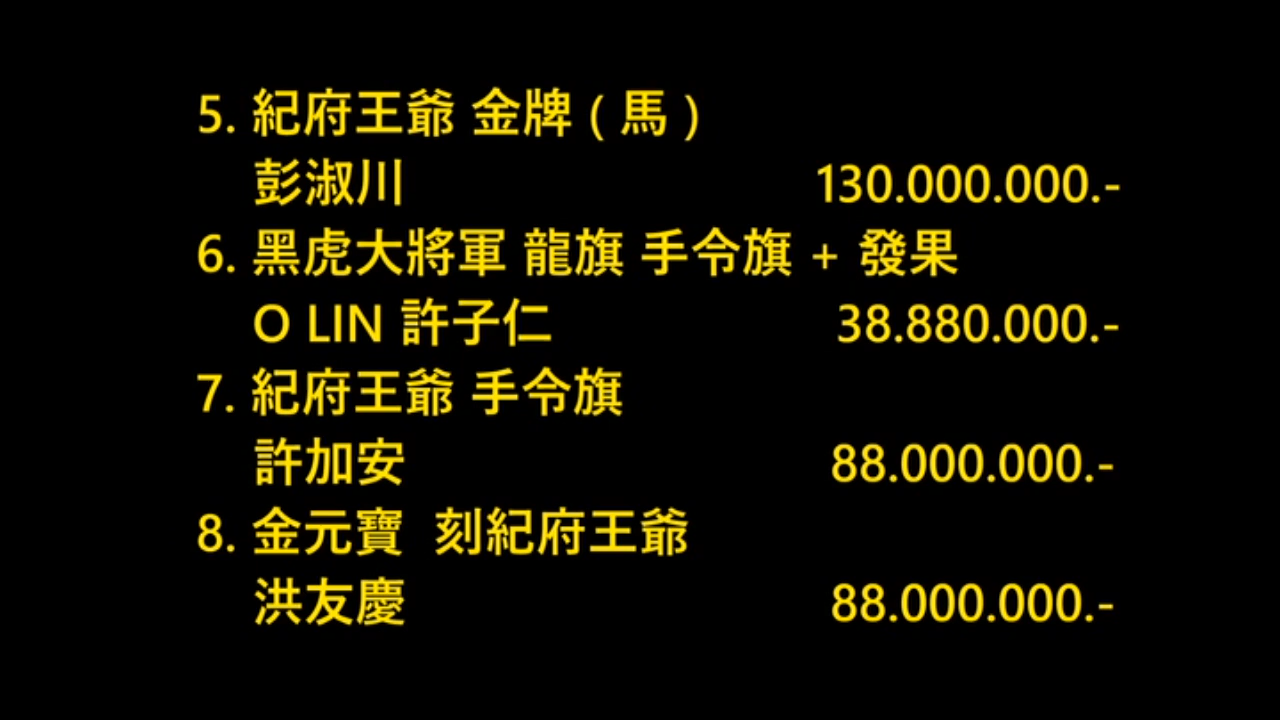 5. 紀府王爺 金牌 ( 馬 )
彭淑川 130.000.000.-
6. 黑虎大將軍 龍旗 手令旗 + 發果
O LIN 許子仁 38.880.000.-
7. 紀府王爺 手令旗
許加安 88.000.000.-
8. 金元寶 刻紀府王爺
洪友慶 88.000.000.-